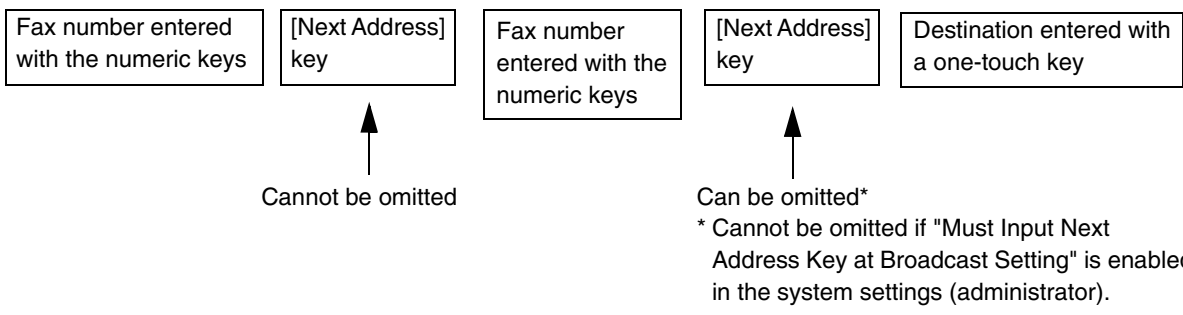 Fax number entered
with the numeric keys
[Next Address]
key
Fax number
entered with the
numeric keys
[Next Address]
key
Destination entered with
a one-touch key
Cannot be omitted
Can be omitted*
* Cannot be omitted if "Must Input Next
Address Key at Broadcast Setting" is enabled
in the system settings (administrator).